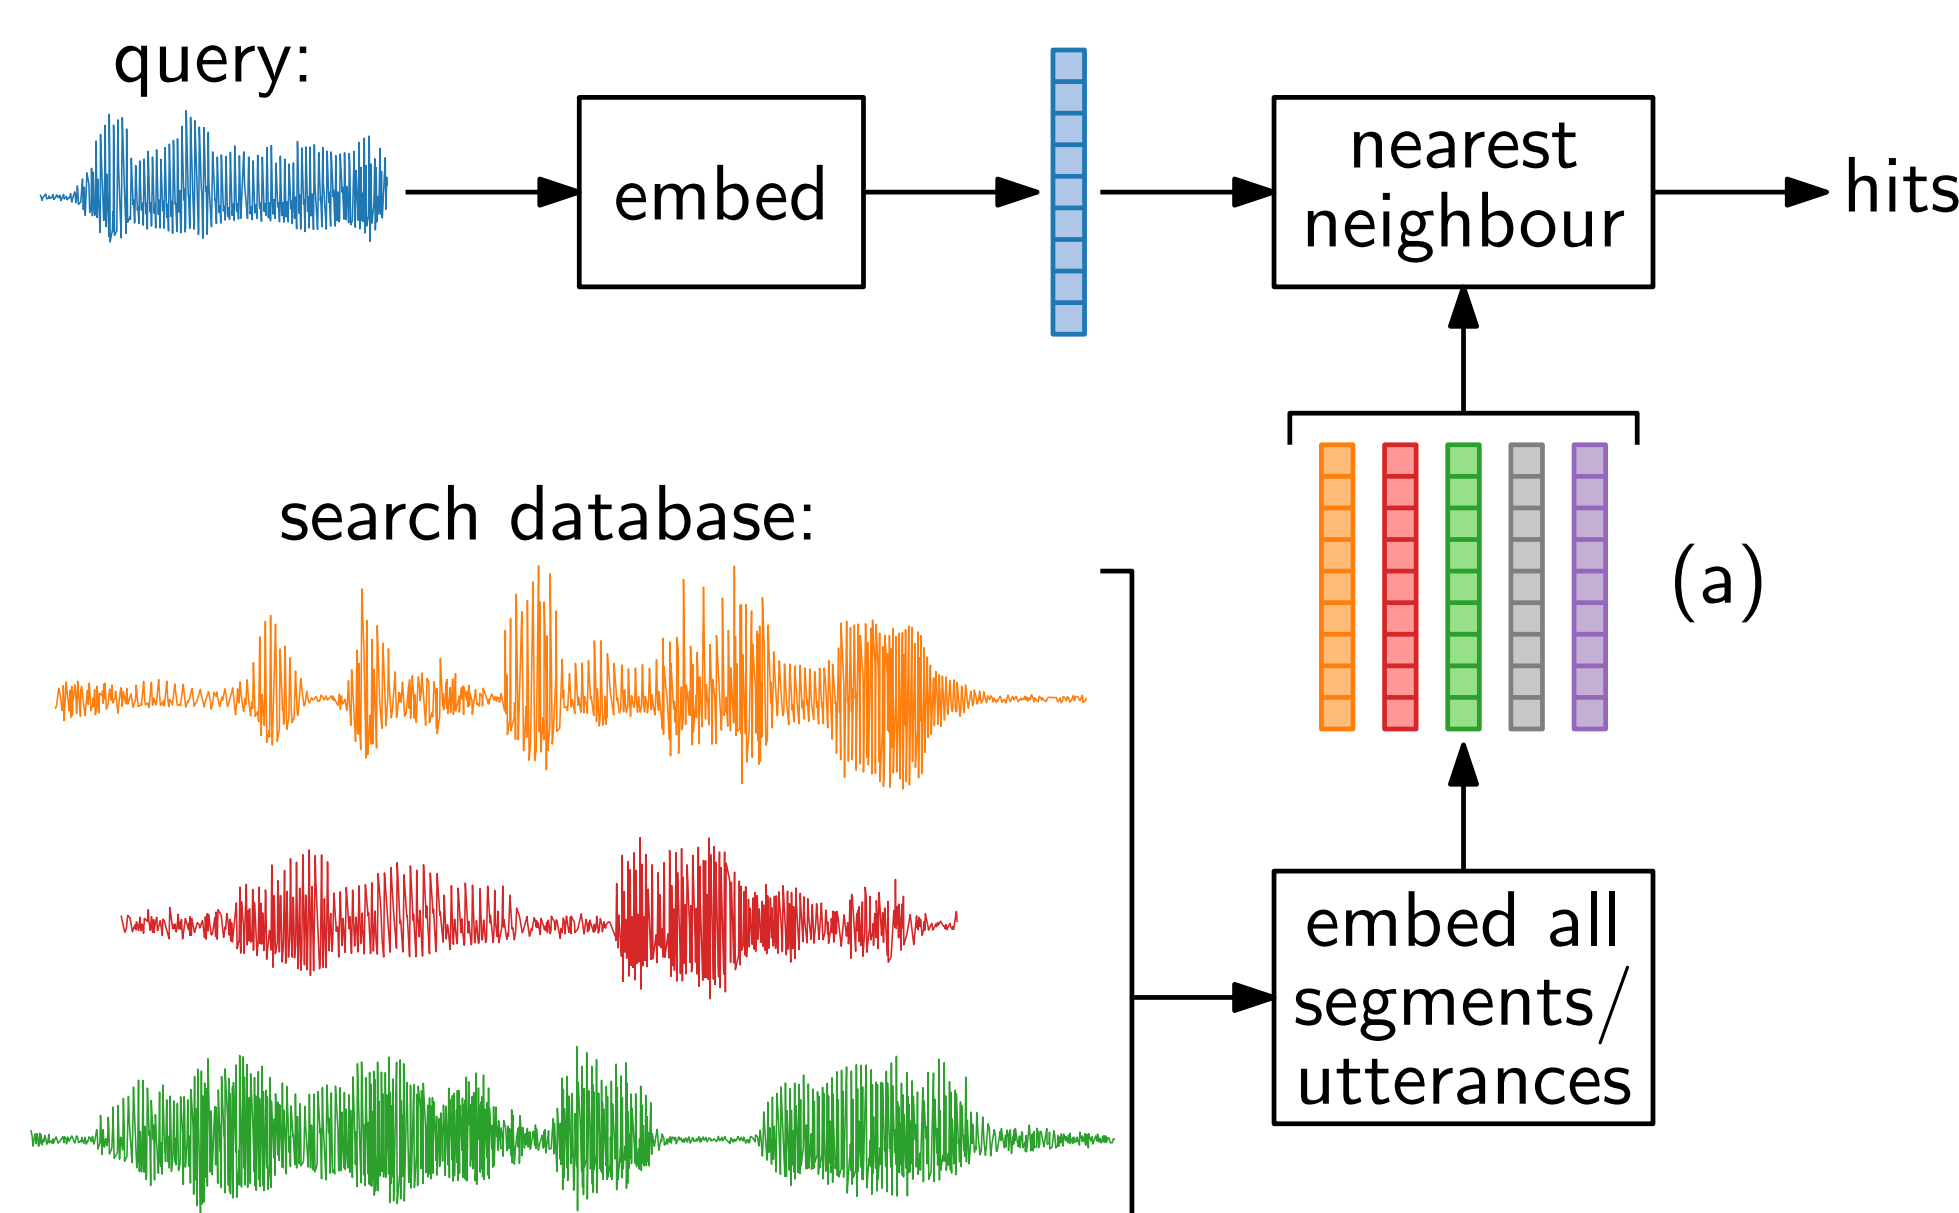 query:
embed
nearest
neighbour
hits
search database:
(a)
embed all
segments/
utterances